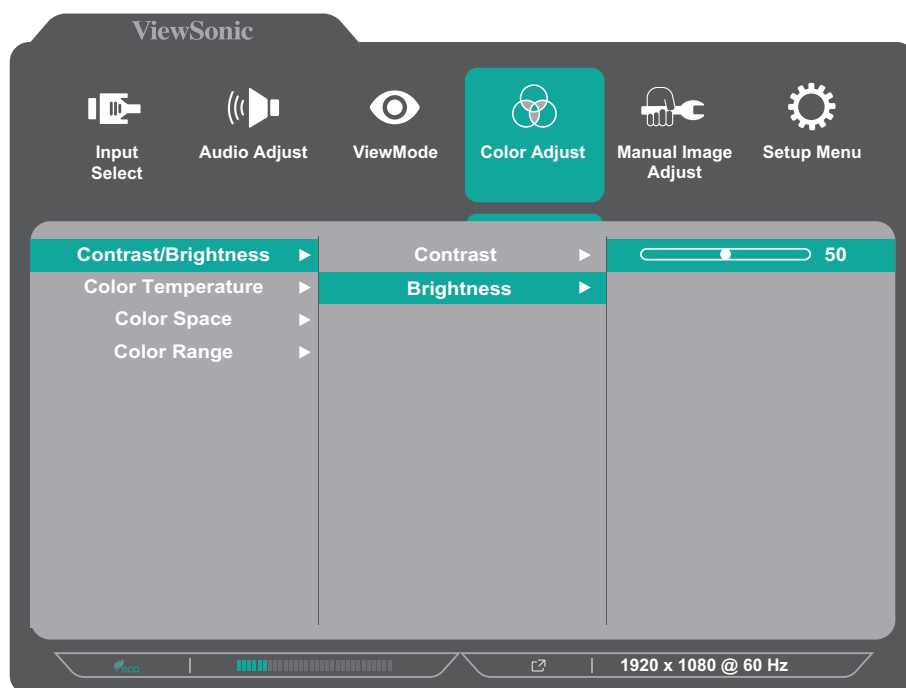 ViewSonic
Input Select
Audio Adjust
ViewMode
Color Adjust
Manual Image Adjust
Setup Menu
Contrast/Brightness
Contrast
50
Color Temperature
Brightness
Color Space
Color Range
eco
1920 x 1080 @ 60 Hz